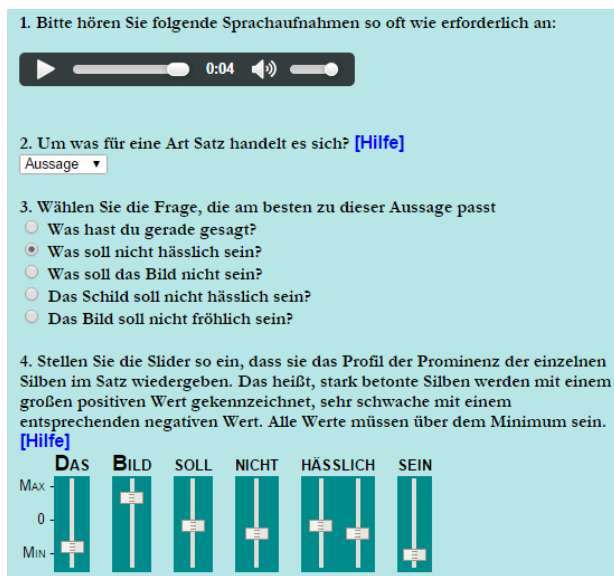 1. Bitte hören Sie folgende Sprachaufnahmen so oft wie erforderlich an:
0:04
2. Um was für eine Art Satz handelt es sich? [Hilfe]
Aussage
3. Wählen Sie die Frage, die am besten zu dieser Aussage passt
Was hast du gerade gesagt?
Was soll nicht hässlich sein?
Was soll das Bild nicht sein?
Das Schild soll nicht hässlich sein?
Das Bild soll nicht fröhlich sein?
4. Stellen Sie die Slider so ein, dass sie das Profil der Prominenz der einzelnen
Silben im Satz wiedergeben. Das heißt, stark betonte Silben werden mit einem
großen positiven Wert gekennzeichnet, sehr schwache mit einem
entsprechenden negativen Wert. Alle Werte müssen über dem Minimum sein.
[Hilfe]
DAS BILD SOLL NICHT HÄSSLICH SEIN
MAX -
0 -
MIN -